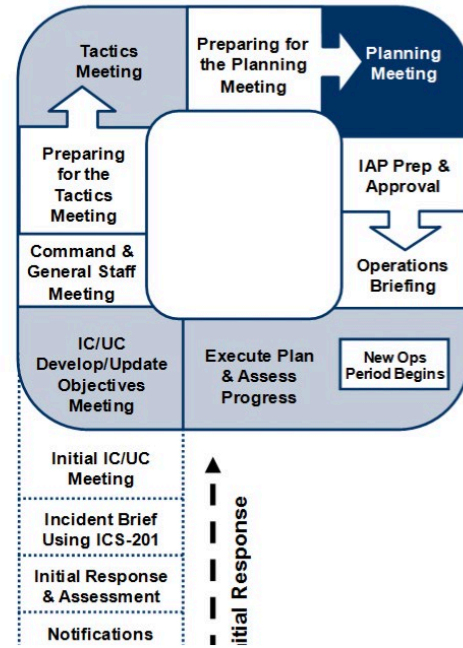 Tactics
Meeting
Preparing for
the Planning
Meeting
Planning
Meeting
Preparing
for the
Tactics
Meeting
IAP Prep &
Approval
Command &
General Staff
Meeting
Operations
Briefing
IC/UC
Develop/Update
Objectives
Meeting
Execute Plan
& Assess
Progress
New Ops
Period Begins
Initial IC/UC
Meeting
Incident Brief
Using ICS-201
Initial Response
& Assessment
Notifications
Response